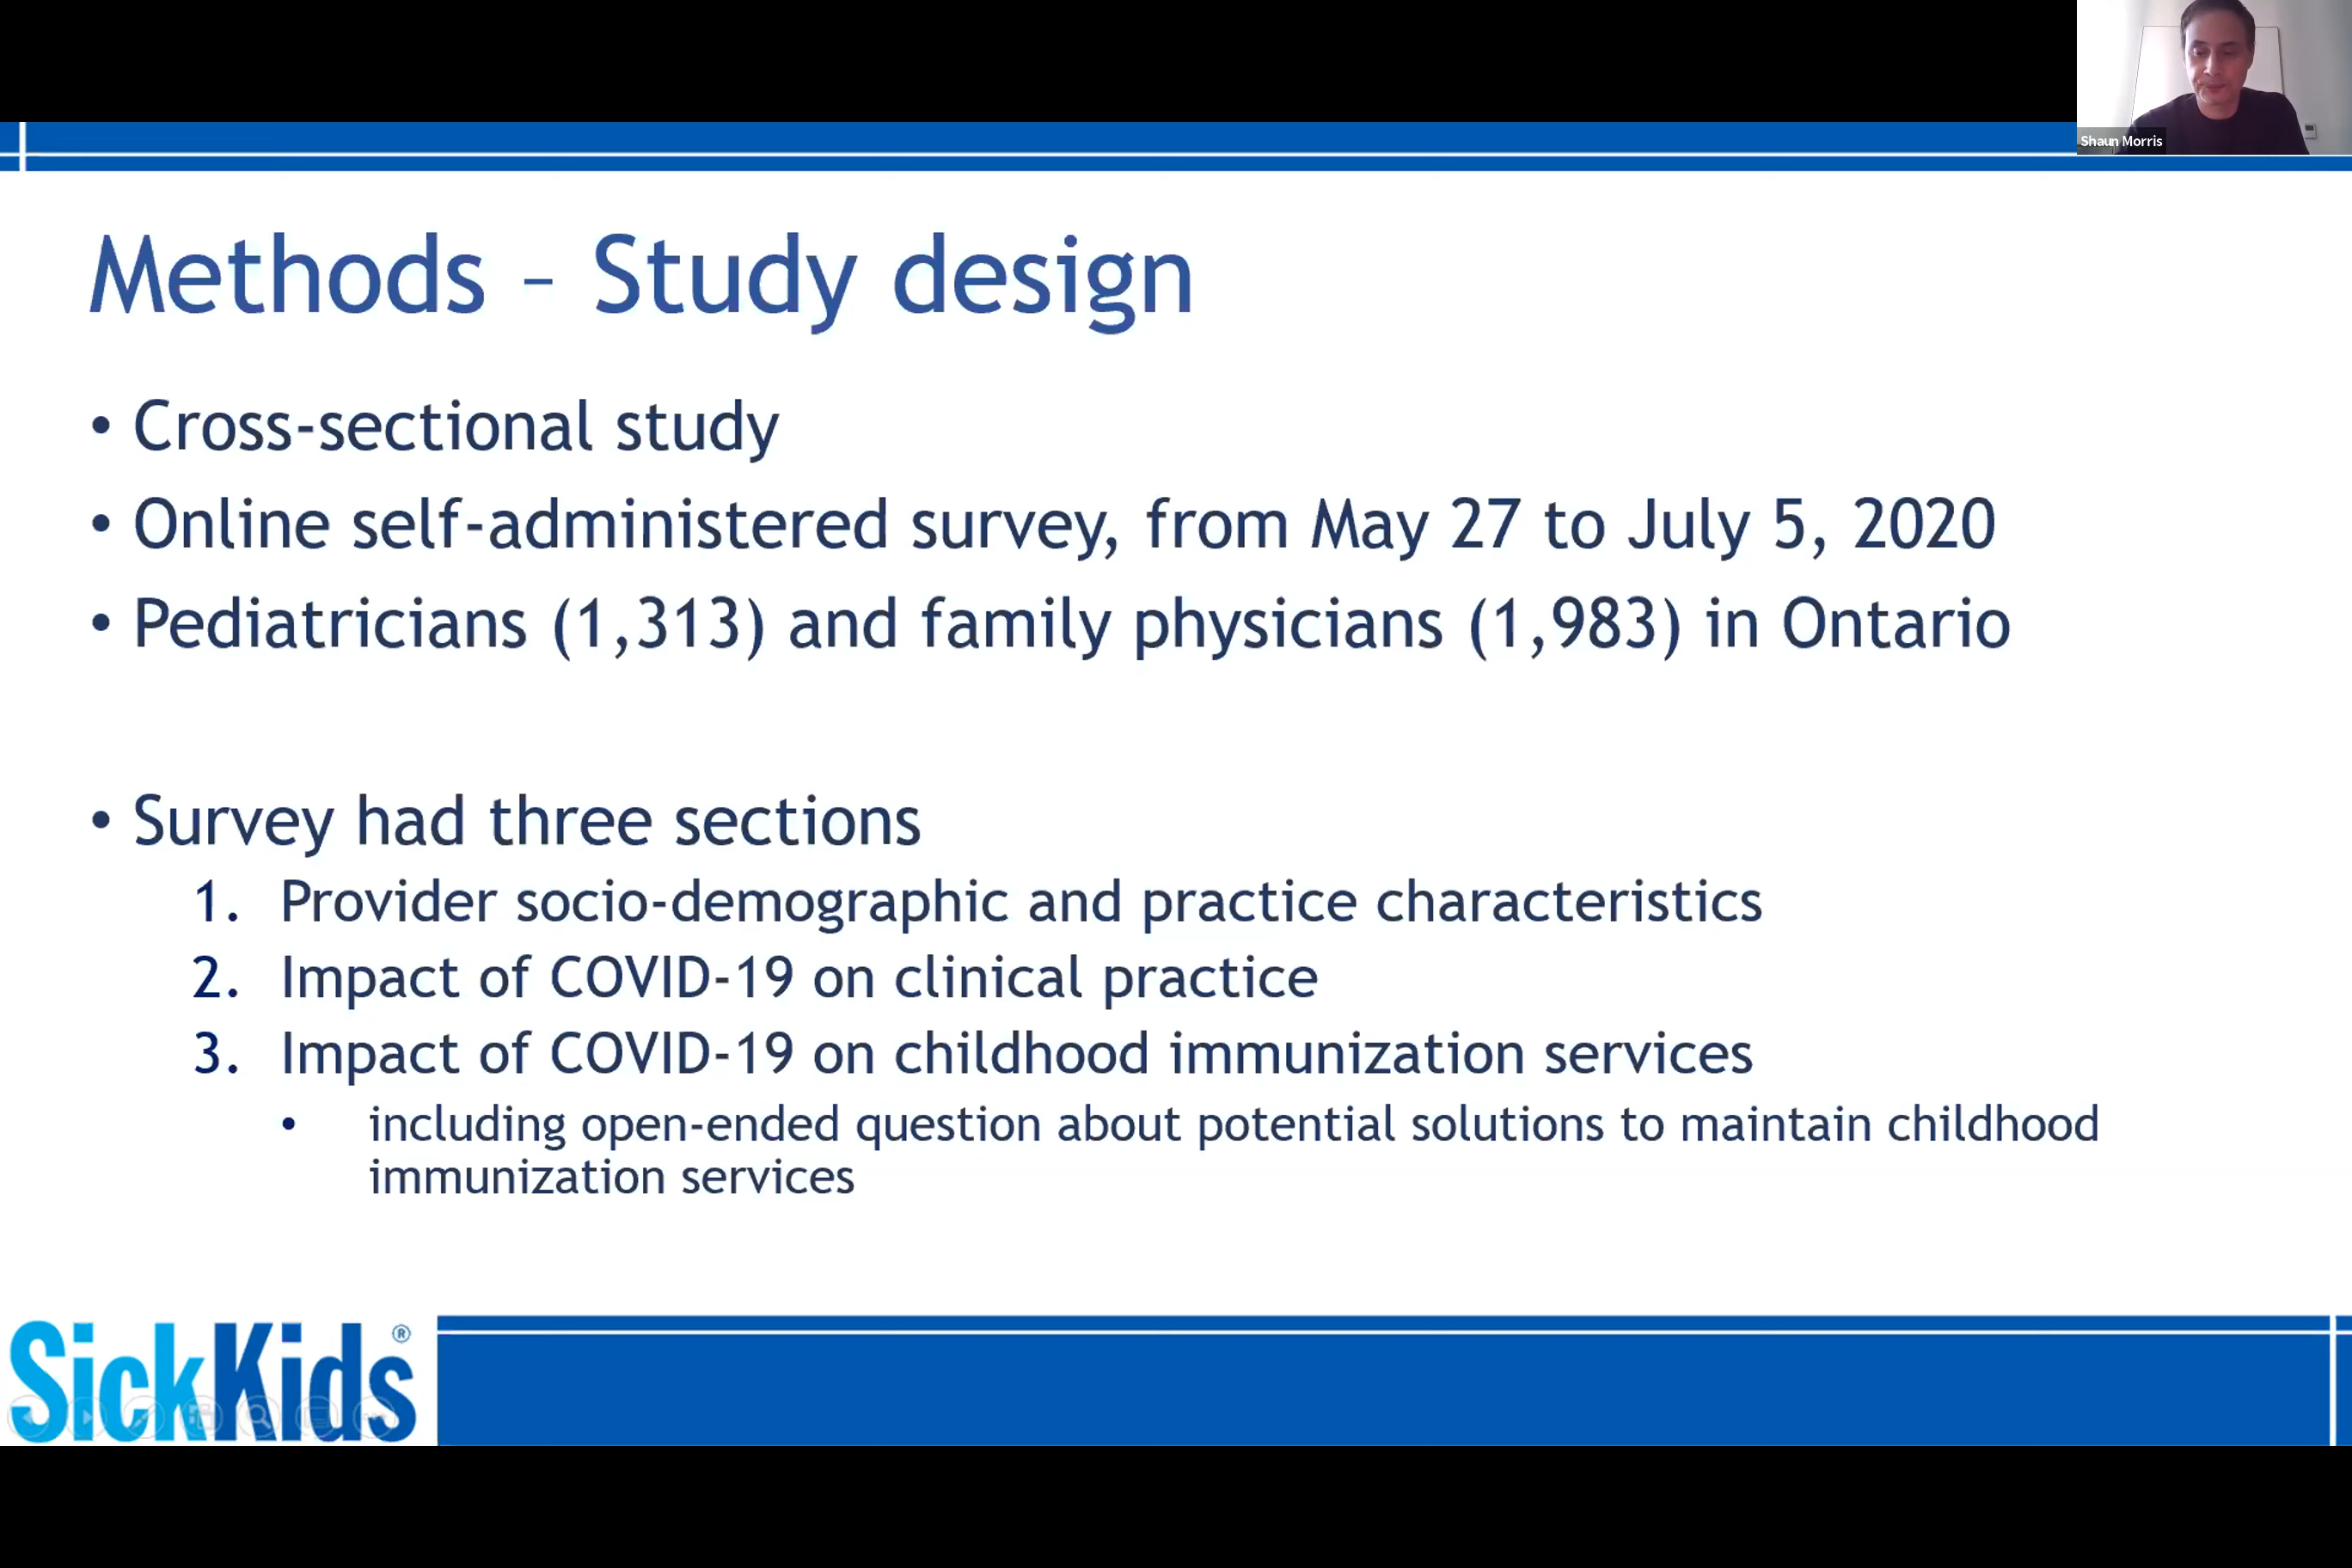 Shaun Morris
Methods – Study design
• Cross-sectional study
• Online self-administered survey, from May 27 to July 5, 2020
• Pediatricians (1,313) and family physicians (1,983) in Ontario
• Survey had three sections
1. Provider socio-demographic and practice characteristics
2. Impact of COVID-19 on clinical practice
3. Impact of COVID-19 on childhood immunization services
• including open-ended question about potential solutions to maintain childhood
immunization services
SickKids®